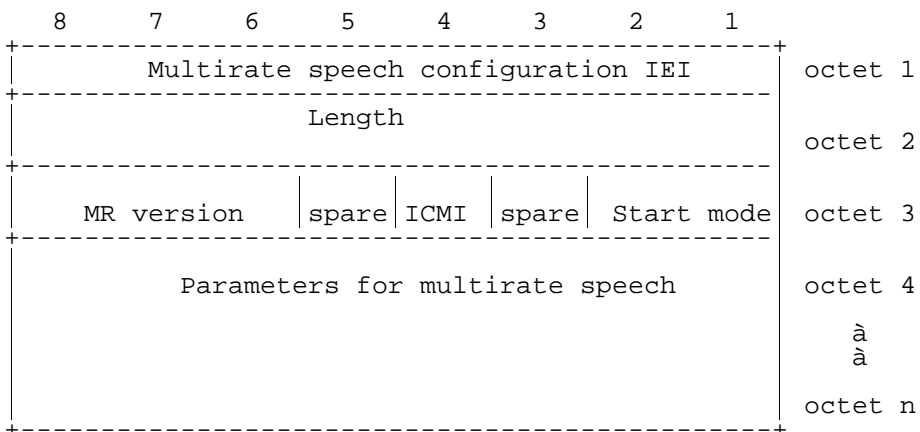 8 7 6 5 4 3 2 1
Multirate speech configuration IEI octet 1
Length
octet 2
MR version spare ICMI spare Start mode octet 3
Parameters for multirate speech octet 4
à
à
octet n